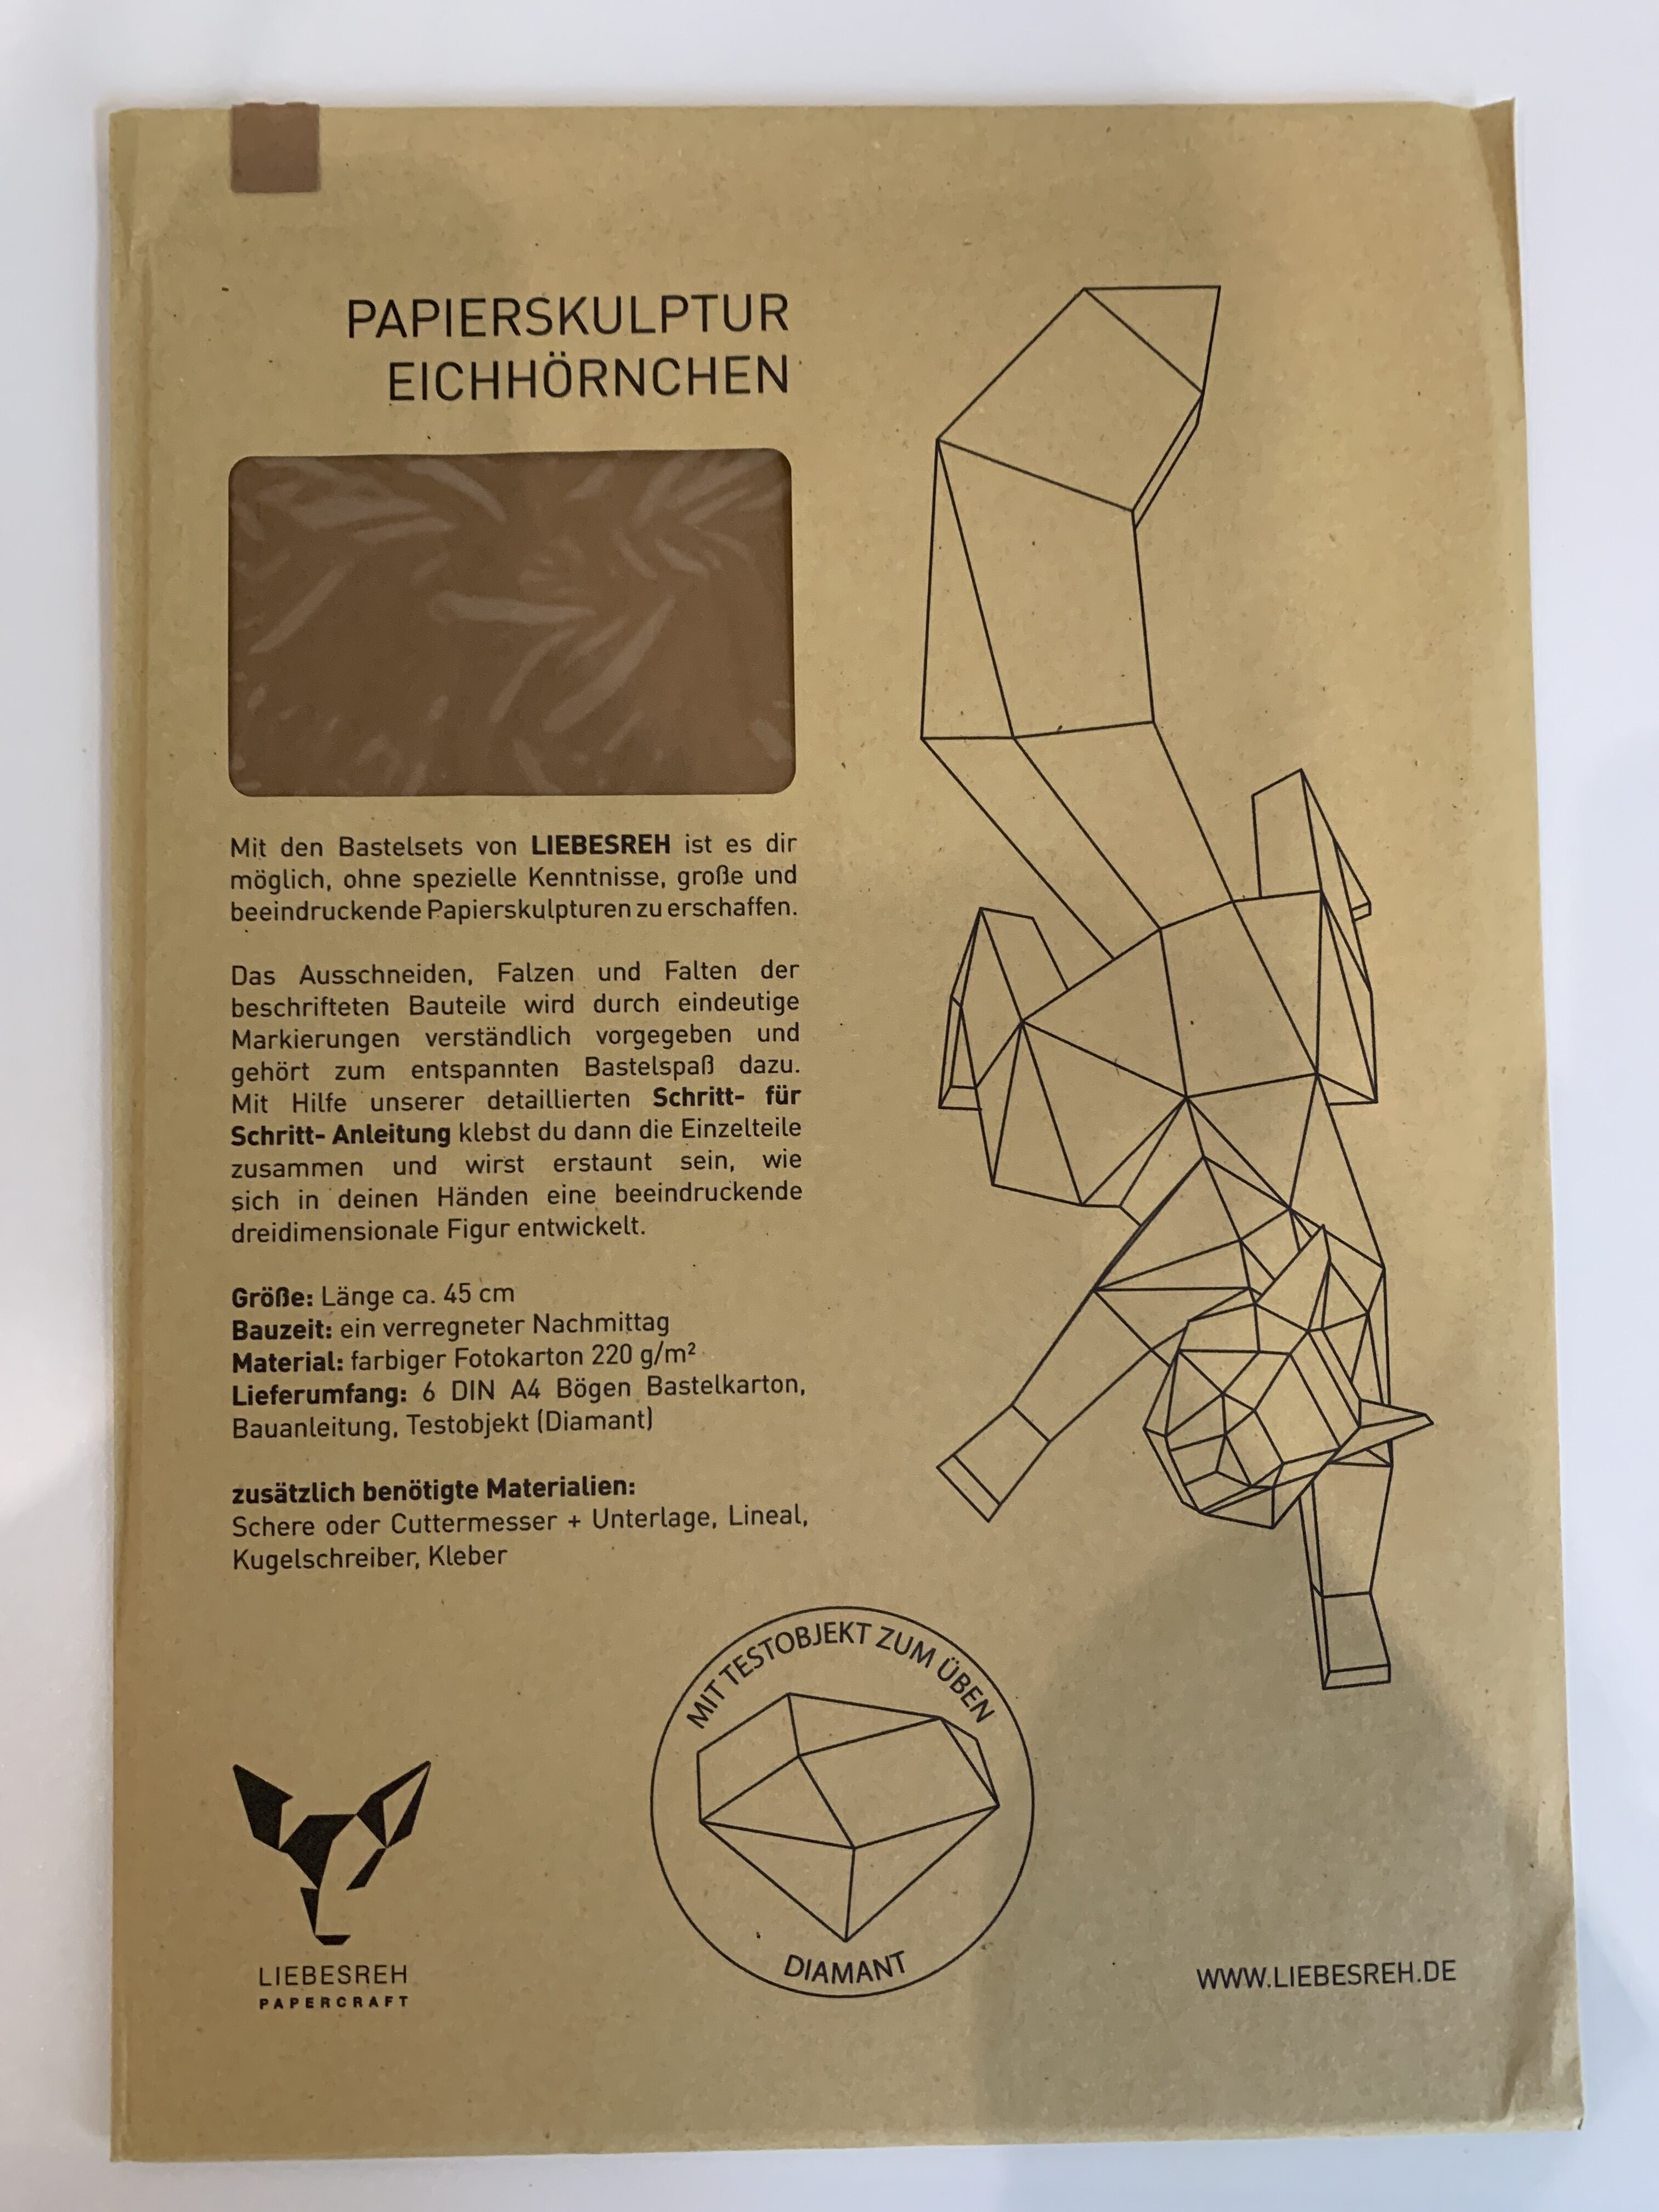 PAPIERSKULPTUR
EICHHÖRNCHEN
Mit den Bastelsets von LIEBESREH ist es dir
möglich, ohne spezielle Kenntnisse, große und
beeindruckende Papierskulpturen zu erschaffen.
Das Ausschneiden, Falzen und Falten der
beschrifteten Bauteile wird durch eindeutige
Markierungen verständlich vorgegeben und
gehört zum entspannten Bastelspaß dazu.
Mit Hilfe unserer detaillierten Schritt- für
Schritt- Anleitung klebst du dann die Einzelteile
zusammen und wirst erstaunt sein, wie
sich in deinen Händen eine beeindruckende
dreidimensionale Figur entwickelt.
Größe: Länge ca. 45 cm
Bauzeit: ein verregneter Nachmittag
Material: farbiger Fotokarton 220 g/m²
Lieferumfang: 6 DIN A4 Bögen Bastelkarton,
Bauanleitung, Testobjekt (Diamant)
zusätzlich benötigte Materialien:
Schere oder Cuttermesser + Unterlage, Lineal,
Kugelschreiber, Kleber
MIT TESTOBJEKT ZUM ÜBEN
DIAMANT
LIEBESREH
PAPERCRAFT
WWW.LIEBESREH.DE